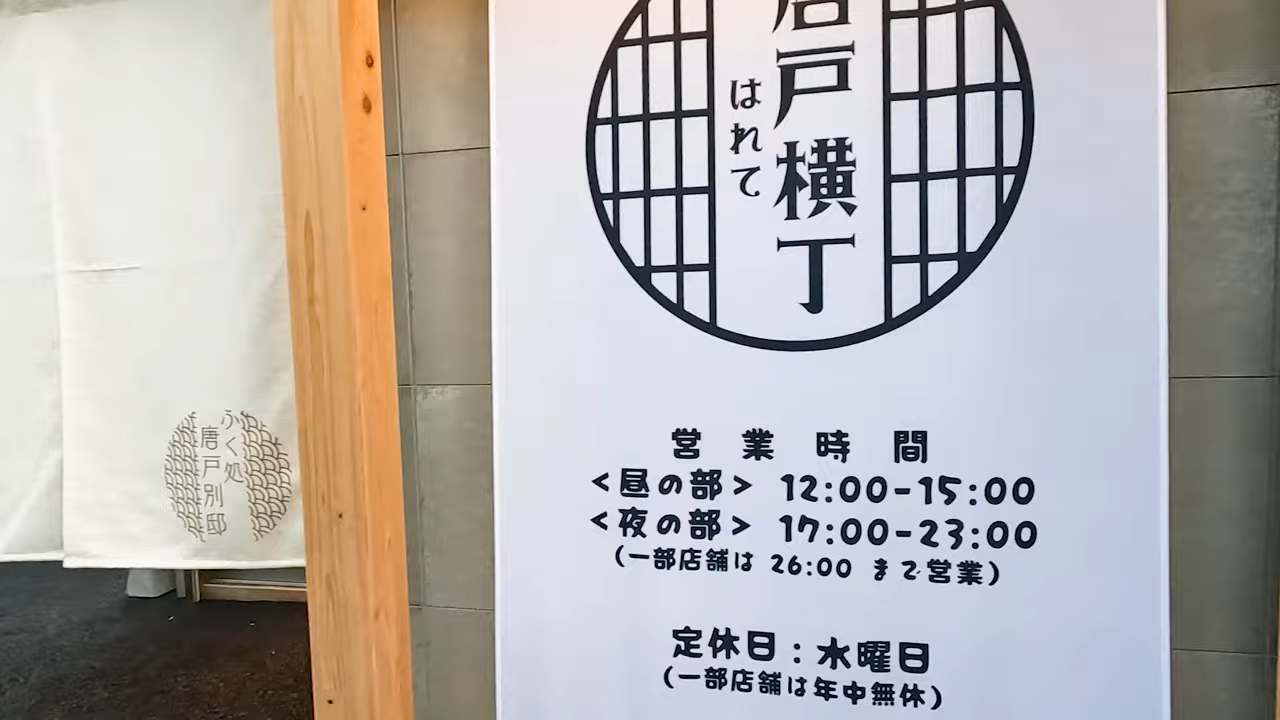 唐戸横丁
はれて
営業時間
<昼の部> 12:00-15:00
<夜の部> 17:00-23:00
(一部店舗は 26:00 まで営業)
定休日:水曜日
(一部店舗は年中無休)
ふく処
唐戸別邸